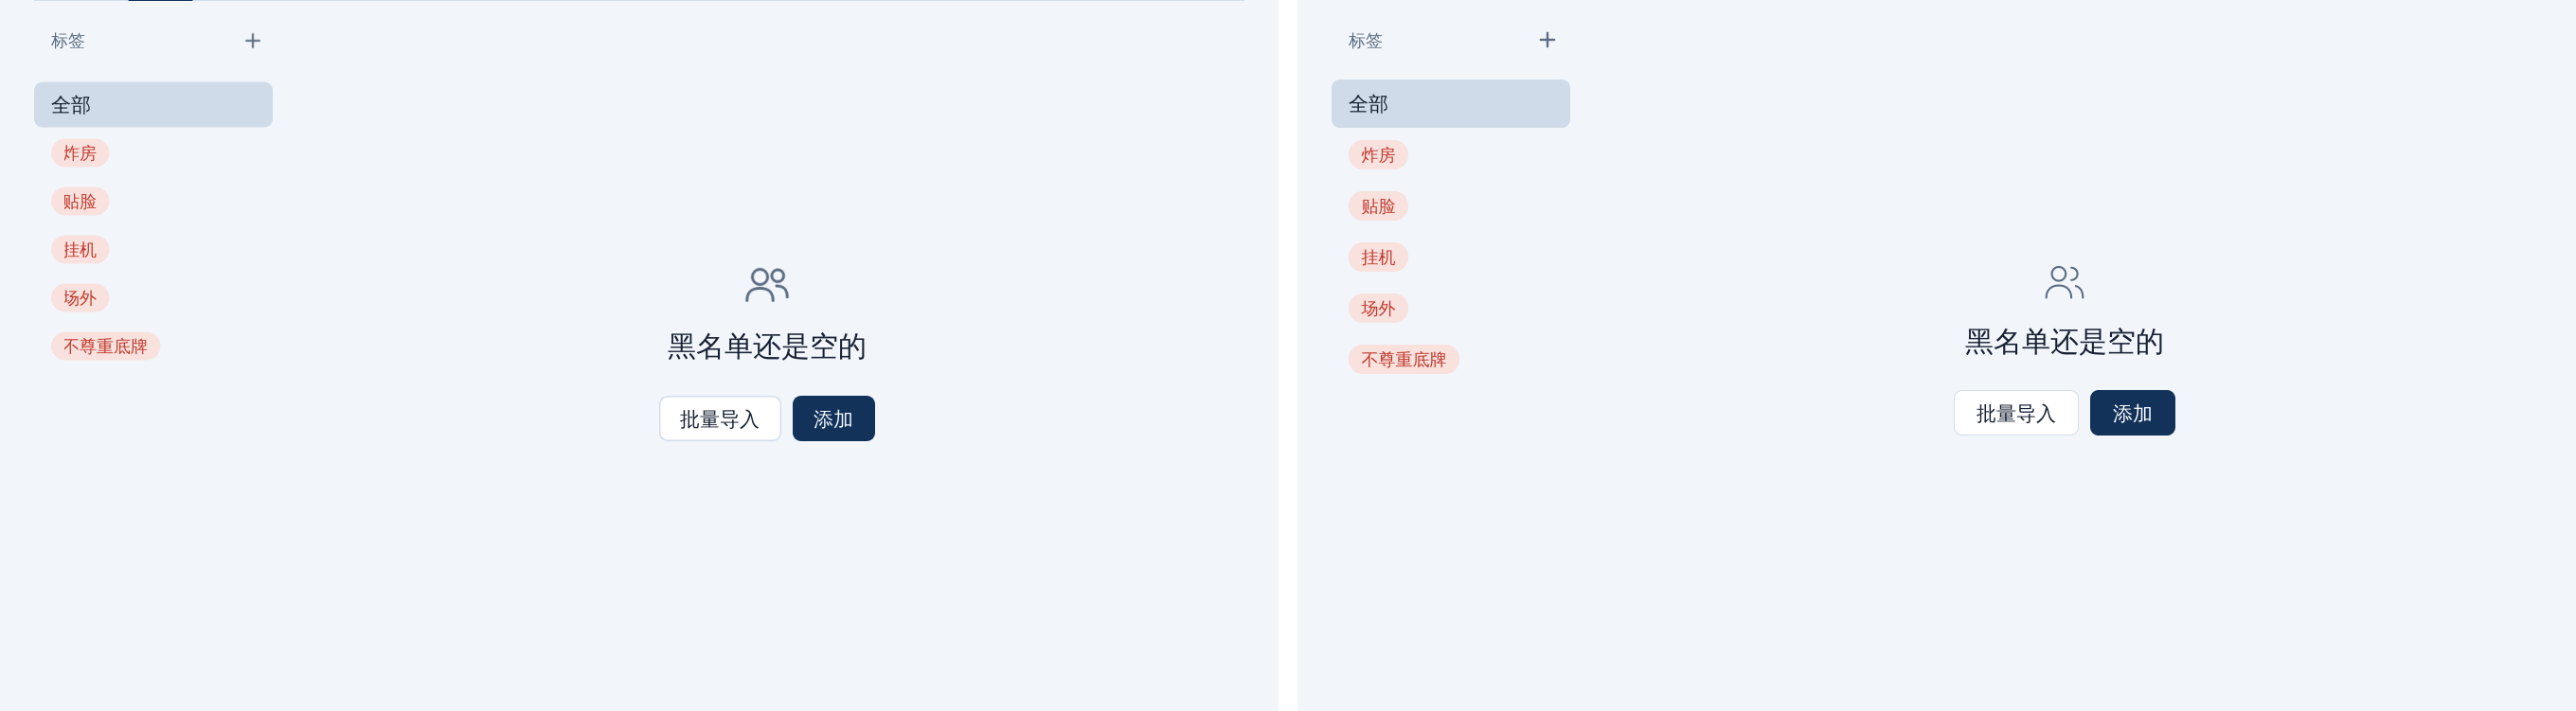 标签
全部
炸房
贴脸
挂机
场外
不尊重底牌
黑名单还是空的
批量导入 添加
标签
全部
炸房
贴脸
挂机
场外
不尊重底牌
黑名单还是空的
批量导入 添加